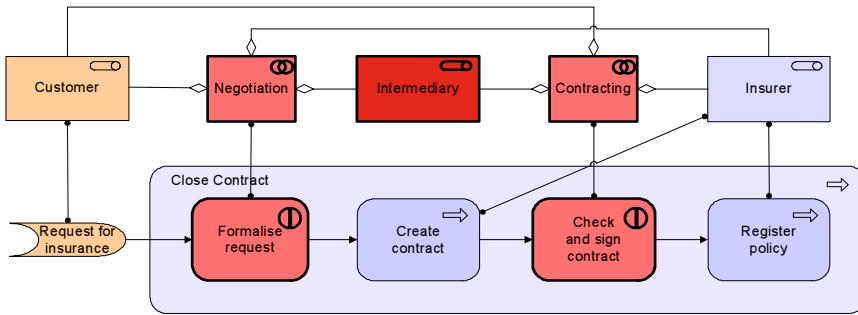 Customer
Negotiation
Intermediary
Contracting
Insurer
Close Contract
Request for
insurance
Formalise
request
Create
contract
Check
and sign
contract
Register
policy